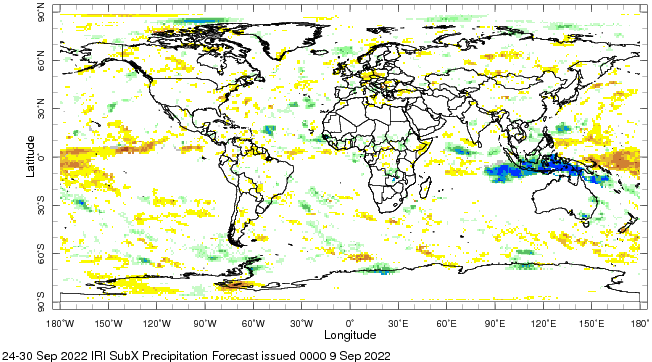 90°N
60°N
30°N
Latitude
0°
30°S
60°S
90°S
180°W 150°W 120°W 90°W 60°W 30°W 0° 30°E 60°E 90°E 120°E 150°E 180°
Longitude
24-30 Sep 2022 IRI SubX Precipitation Forecast issued 0000 9 Sep 2022